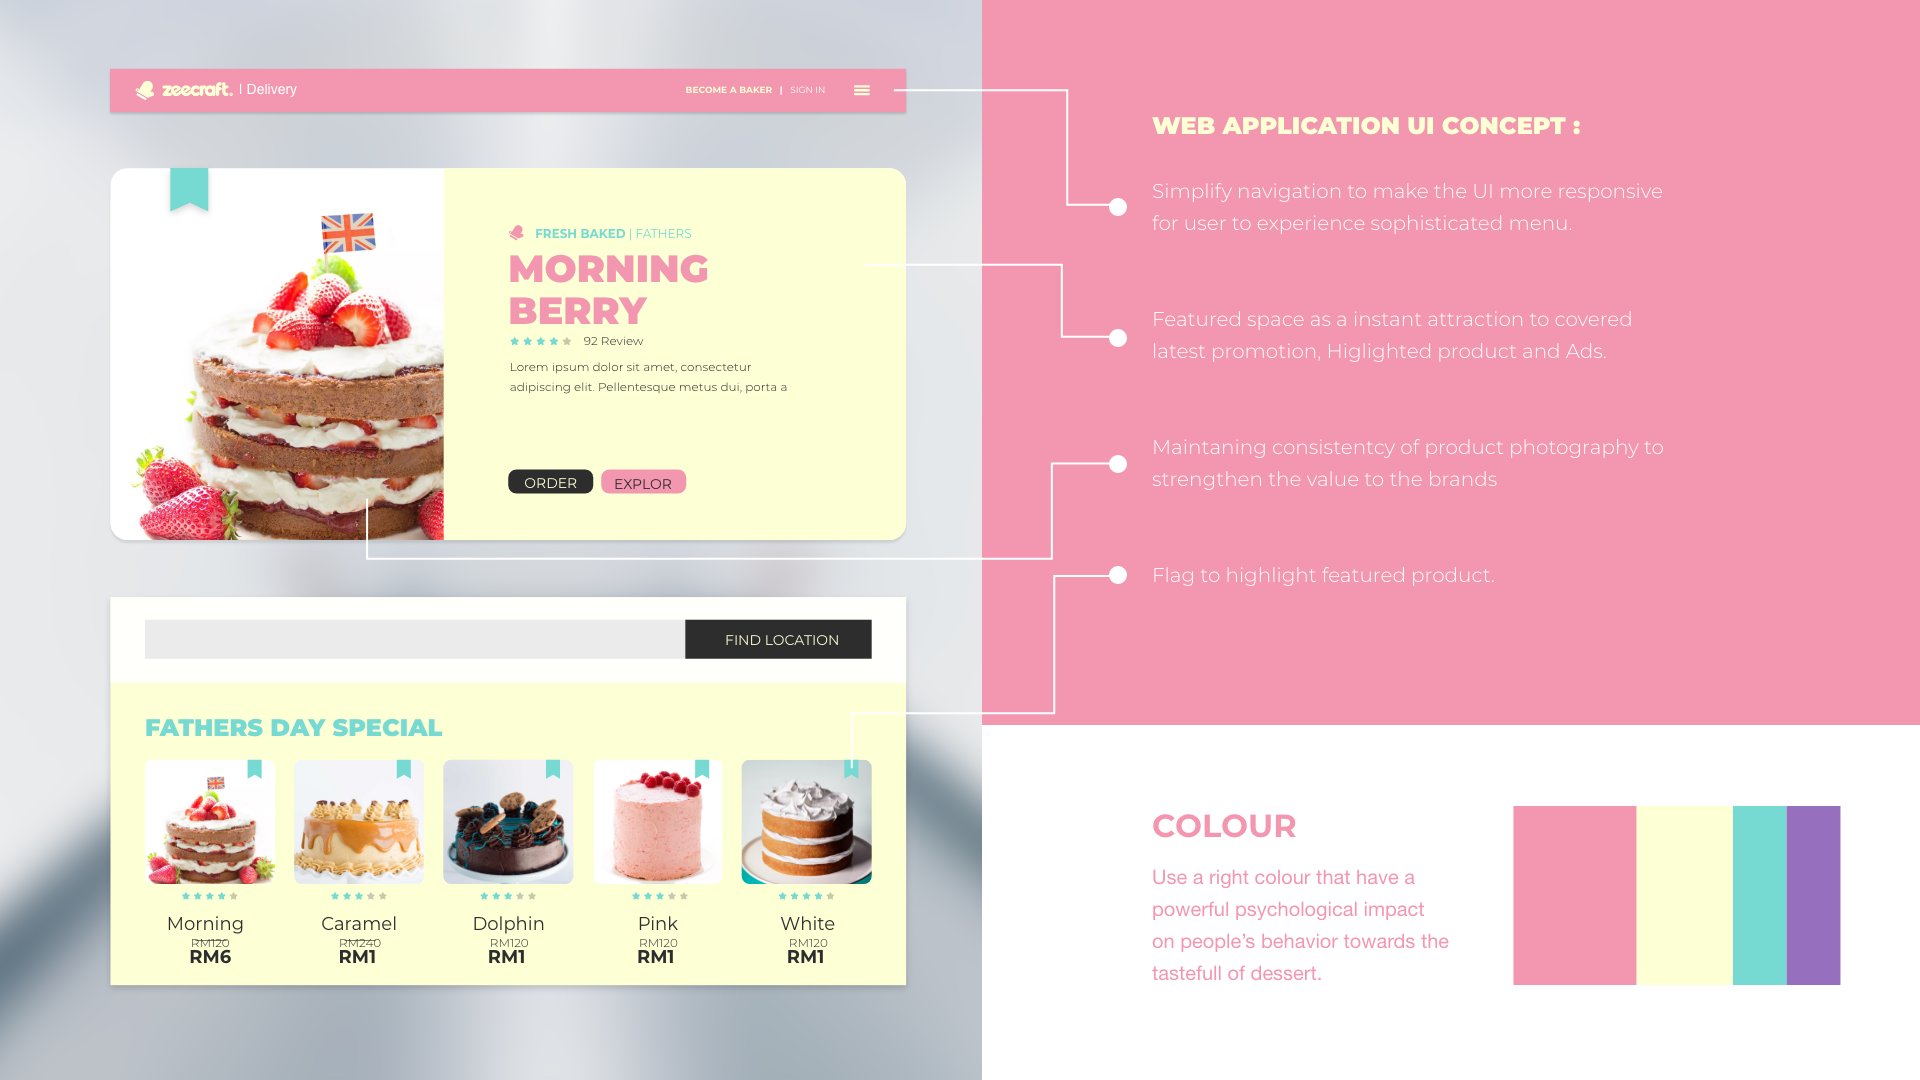 zeecraft. | Delivery
BECOME A BAKER | SIGN IN
FRESH BAKED | FATHERS
MORNING
BERRY
92 Review
Lorem ipsum dolor sit amet, consectetur
adipiscing elit. Pellentesque metus dui, porta a
ORDER
EXPLOR
FIND LOCATION
FATHERS DAY SPECIAL
Morning
RM120
RM6
Caramel
RM240
RM1
Dolphin
RM120
RM1
Pink
RM120
RM1
White
RM120
RM1
WEB APPLICATION UI CONCEPT :
Simplify navigation to make the UI more responsive
for user to experience sophisticated menu.
Featured space as a instant attraction to covered
latest promotion, Higlighted product and Ads.
Maintaning consistentcy of product photography to
strengthen the value to the brands
Flag to highlight featured product.
COLOUR
Use a right colour that have a
powerful psychological impact
on people’s behavior towards the
tastefull of dessert.